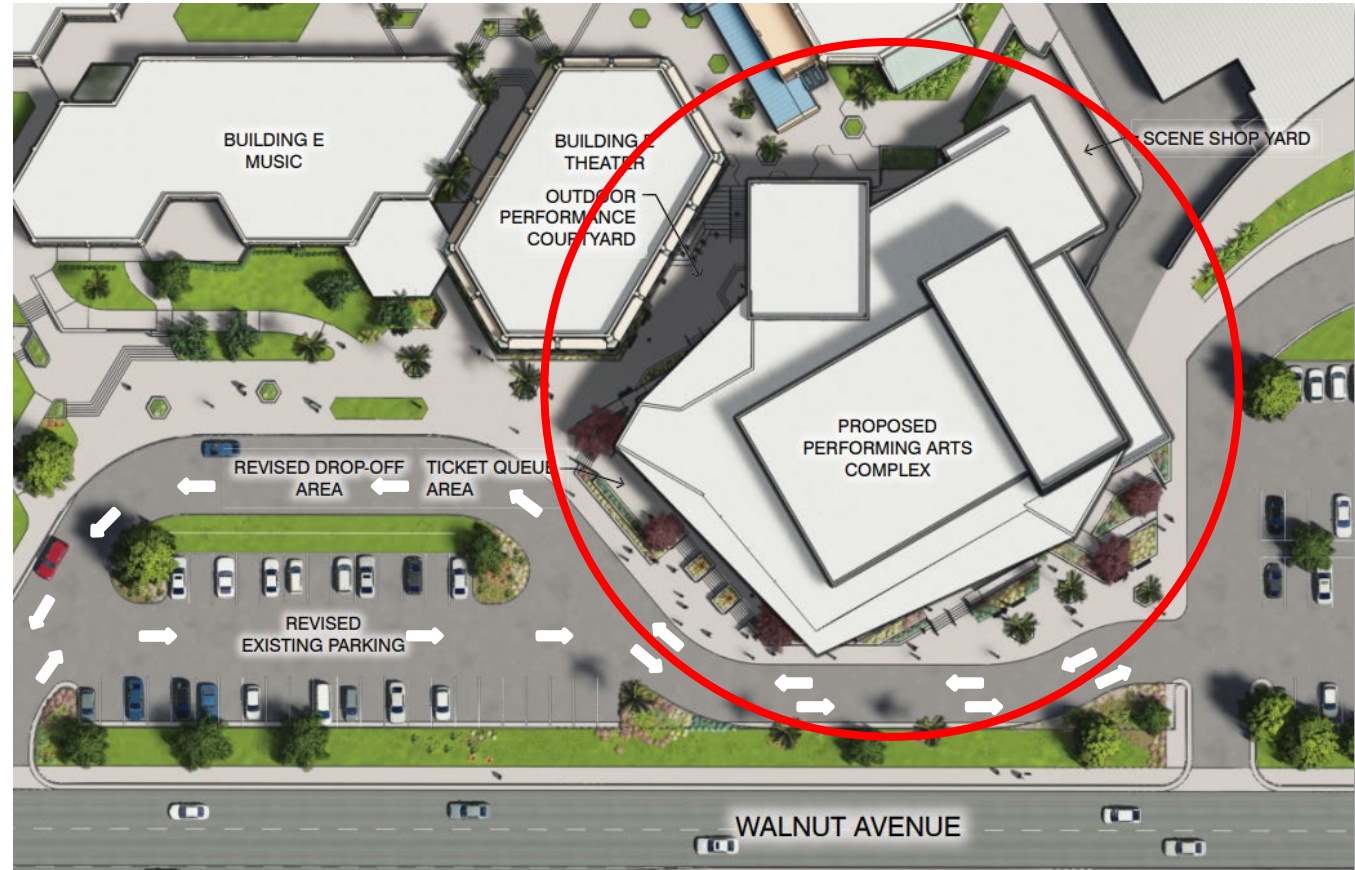 BUILDING E
MUSIC
BUILDING E
THEATER
OUTDOOR
PERFORMANCE
COURTYARD
SCENE SHOP YARD
PROPOSED
PERFORMING ARTS
COMPLEX
REVISED DROP-OFF
AREA
TICKET QUEUE
AREA
REVISED
EXISTING PARKING
WALNUT AVENUE